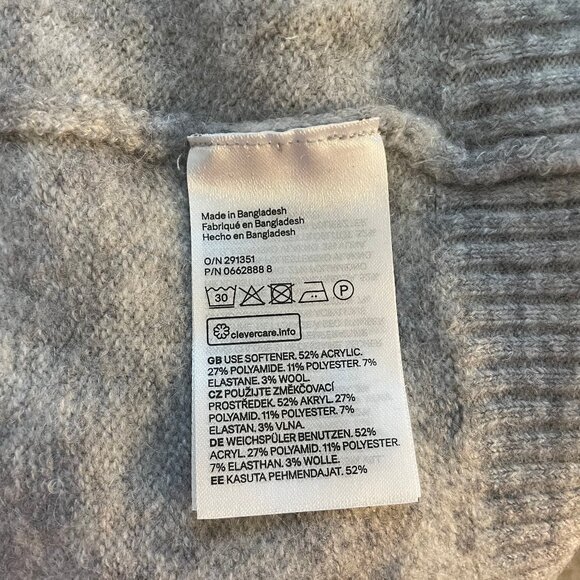 Made in Bangladesh
Fabriqué en Bangladesh
Hecho en Bangladesh
O/N 291351
P/N 0662888 8
30 P
clevercare.info
GB USE SOFTENER. 52% ACRYLIC.
27% POLYAMIDE. 11% POLYESTER. 7%
ELASTANE. 3% WOOL.
CZ POUŽIJTE ZMĚKČOVACÍ
PROSTŘEDEK. 52% AKRYL. 27%
POLYAMID. 11% POLYESTER. 7%
ELASTAN. 3% VLNA.
DE WEICHSPÜLER BENUTZEN. 52%
ACRYL. 27% POLYAMID. 11% POLYESTER.
7% ELASTHAN. 3% WOLLE.
EE KASUTA PEHMENDAJAT. 52%